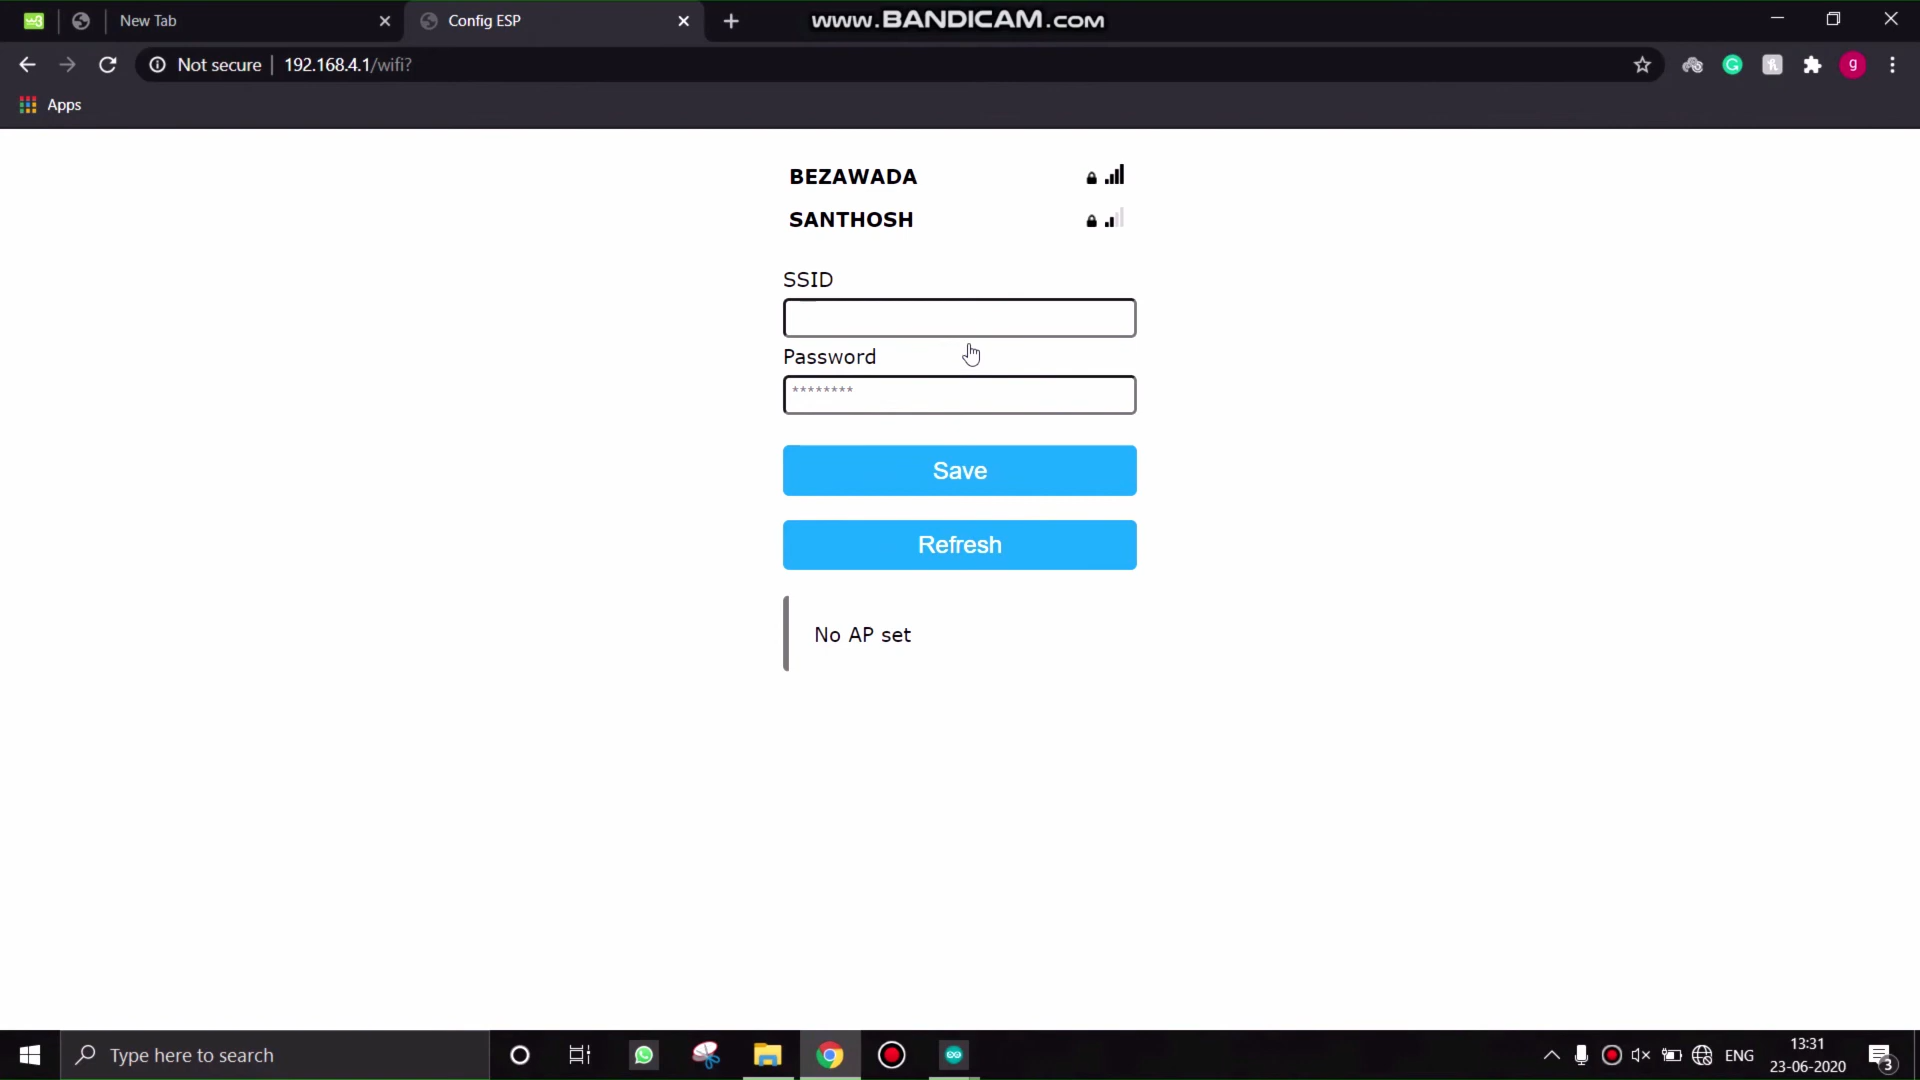 New Tab
Config ESP
www.BANDICAM.com
Not secure
192.168.4.1/wifi?
g
Apps
BEZAWADA
SANTHOSH
SSID
Password
********
Save
Refresh
No AP set
Type here to search
ENG
13:31
23-06-2020
3